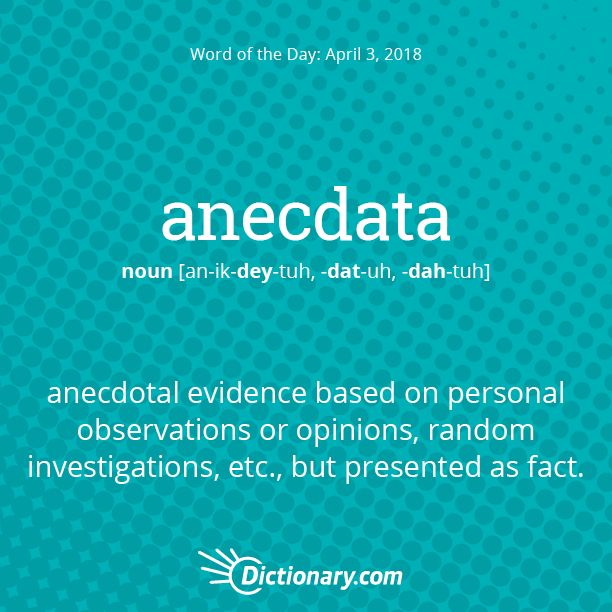 Word of the Day: April 3, 2018
anecdata
noun [an-ik-dey-tuh, -dat-uh, -dah-tuh]
anecdotal evidence based on personal
observations or opinions, random
investigations, etc., but presented as fact.
Dictionary.com